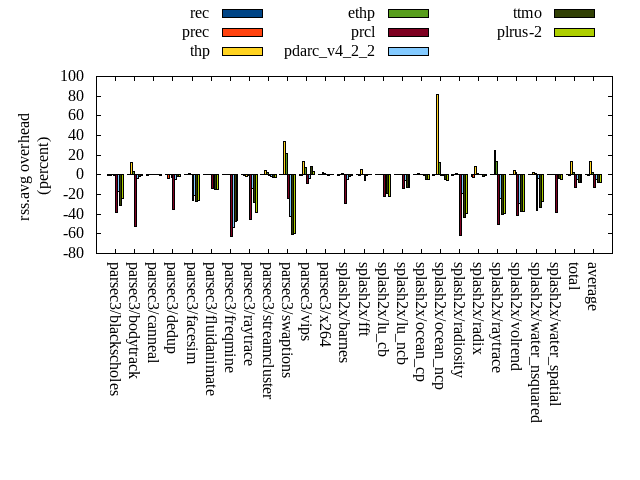 rec
prec
thp
ethp
prcl
pdarc_v4_2_2
ttmo
plrus-2
rss.avg overhead
(percent)
100
80
60
40
20
0
-20
-40
-60
-80
parsec3/blackscholes
parsec3/bodytrack
parsec3/canneal
parsec3/dedup
parsec3/facesim
parsec3/fluidanimate
parsec3/freqmine
parsec3/raytrace
parsec3/streamcluster
parsec3/swaptions
parsec3/vips
parsec3/x264
splash2x/barnes
splash2x/fft
splash2x/lu_cb
splash2x/lu_ncb
splash2x/ocean_cp
splash2x/ocean_ncp
splash2x/radiosity
splash2x/radix
splash2x/raytrace
splash2x/volrend
splash2x/water_nsquared
splash2x/water_spatial
total
average